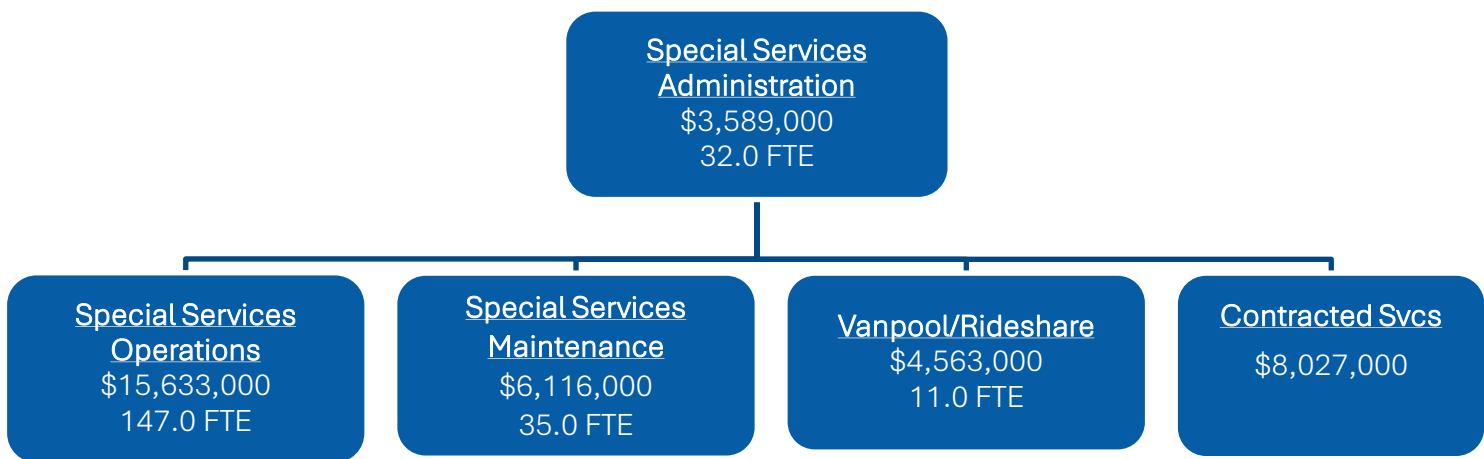 Special Services
Administration
$3,589,000
32.0 FTE
Special Services
Operations
$15,633,000
147.0 FTE
Special Services
Maintenance
$6,116,000
35.0 FTE
Vanpool/Rideshare
$4,563,000
11.0 FTE
Contracted Svcs
$8,027,000